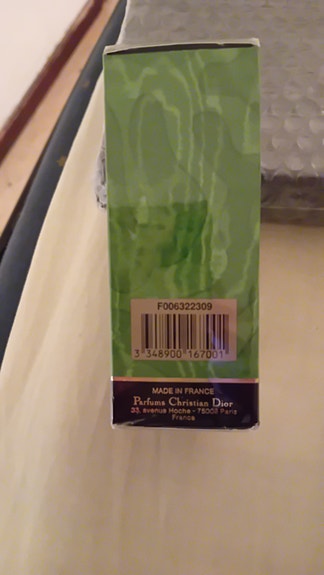 F006322309
3 348900 167001
MADE IN FRANCE
Parfums Christian Dior
33, avenue Hoche - 75008 Paris
France